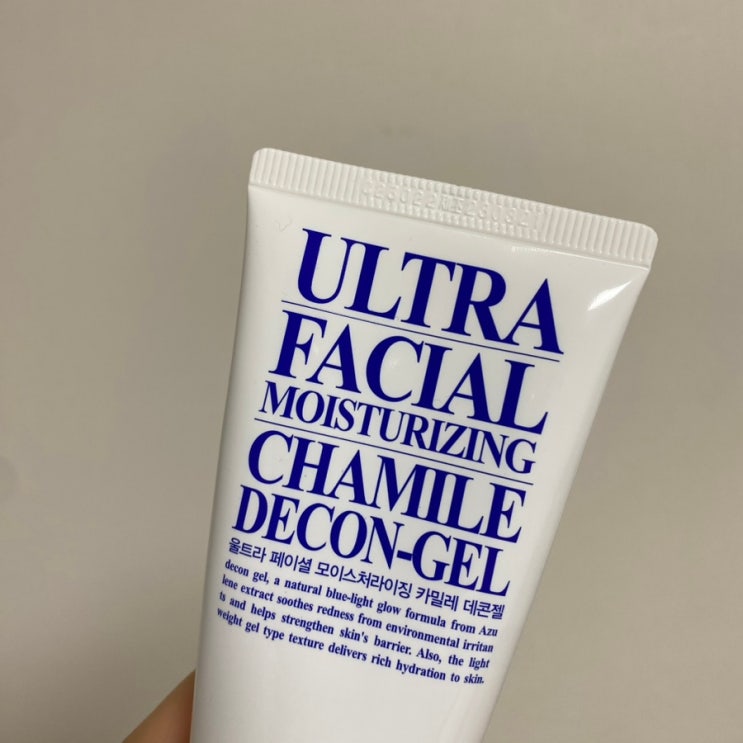 ULTRA
FACIAL
MOISTURIZING
CHAMILE
DECON-GEL
울트라 페이셜 모이스처라이징 카밀레 데콘젤
decon gel, a natural blue-light glow formula from Azu
lene extract soothes redness from environmental irritan
ts and helps strengthen skin's barrier. Also, the light
weight gel type texture delivers rich hydration to skin.